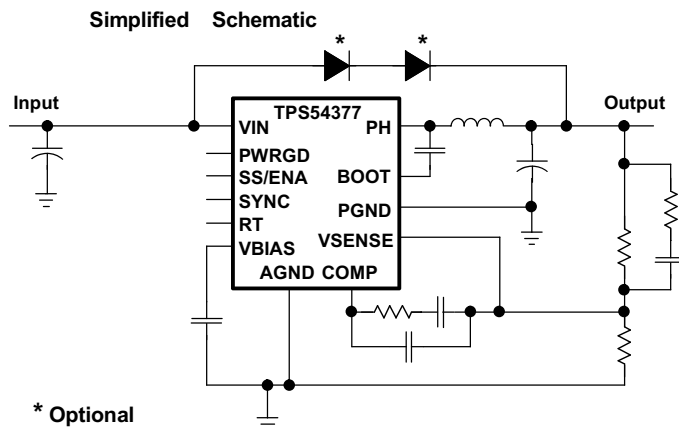 Simplified Schematic
* *
Input
Output
TPS54377
VIN
PH
PWRGD
SS/ENA
BOOT
SYNC
PGND
RT
VSENSE
VBIAS
AGND COMP
* Optional